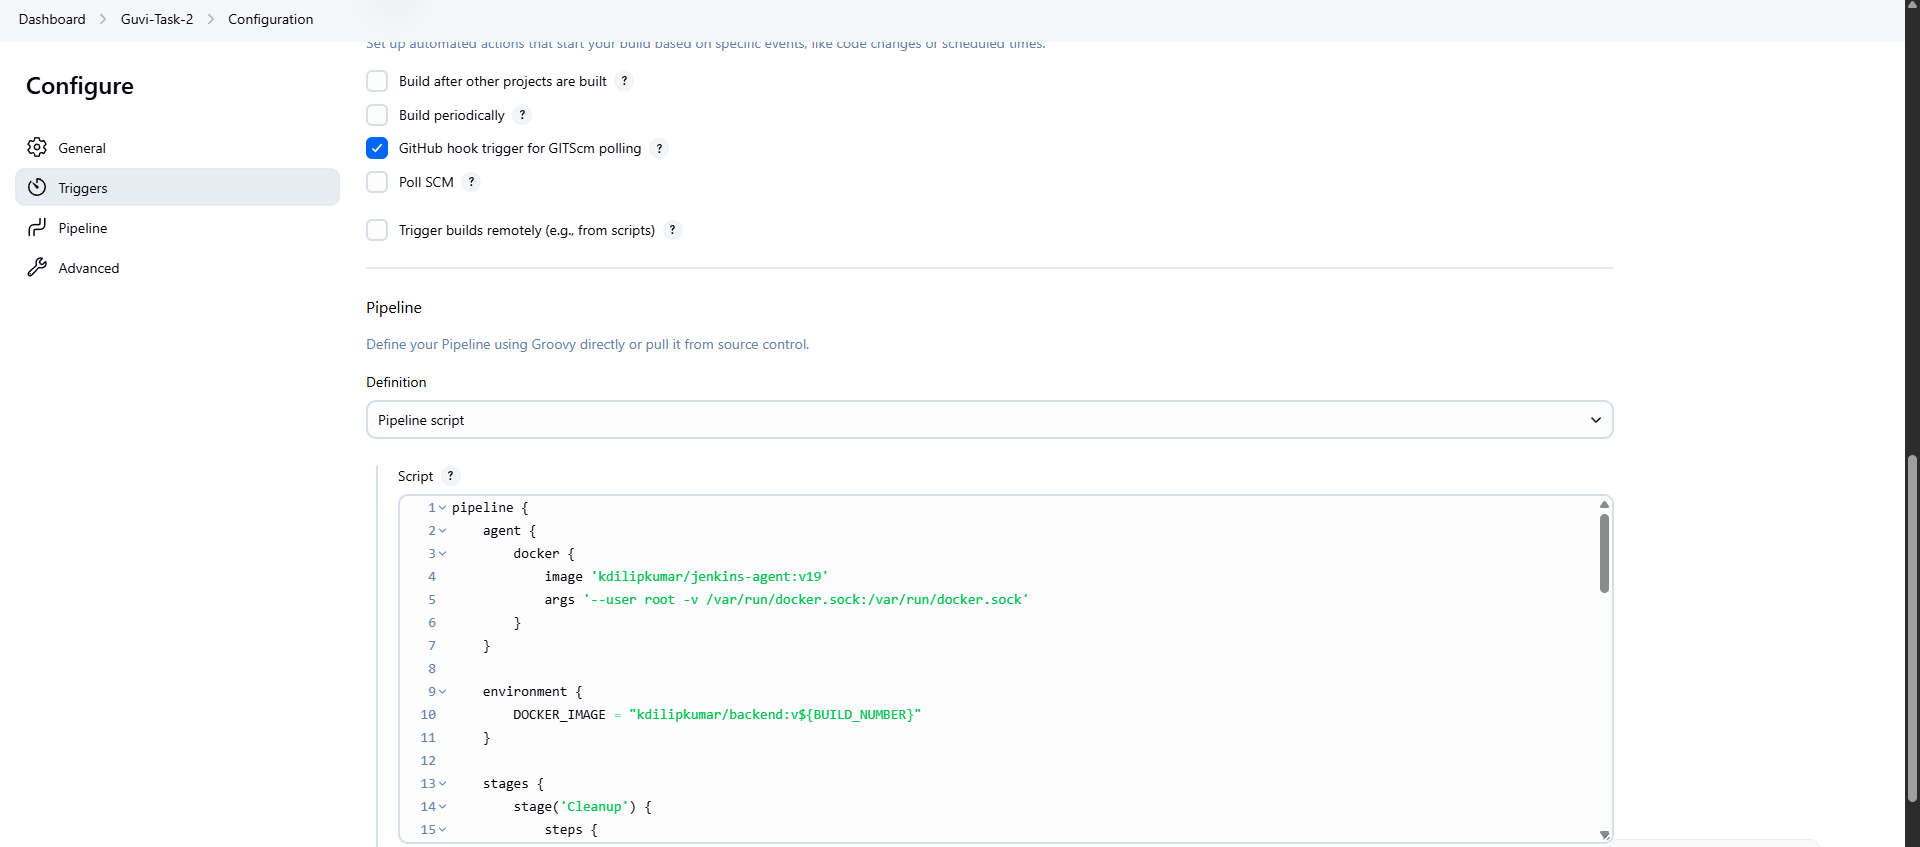 Dashboard > Guvi-Task-2 > Configuration
Set up automated actions that start your build based on specific events, like code changes or scheduled times.
Configure
General
Triggers
Pipeline
Advanced
Build after other projects are built ?
Build periodically ?
GitHub hook trigger for GITScm polling ?
Poll SCM ?
Trigger builds remotely (e.g., from scripts) ?
Pipeline
Define your Pipeline using Groovy directly or pull it from source control.
Definition
Pipeline script
Script ?
1 pipeline {
2     agent {
3         docker {
4             image 'kdilipkumar/jenkins-agent:v19'
5             args '--user root -v /var/run/docker.sock:/var/run/docker.sock'
6         }
7     }
8
9     environment {
10         DOCKER_IMAGE = "kdilipkumar/backend:v${BUILD_NUMBER}"
11     }
12
13     stages {
14         stage('Cleanup') {
15             steps {